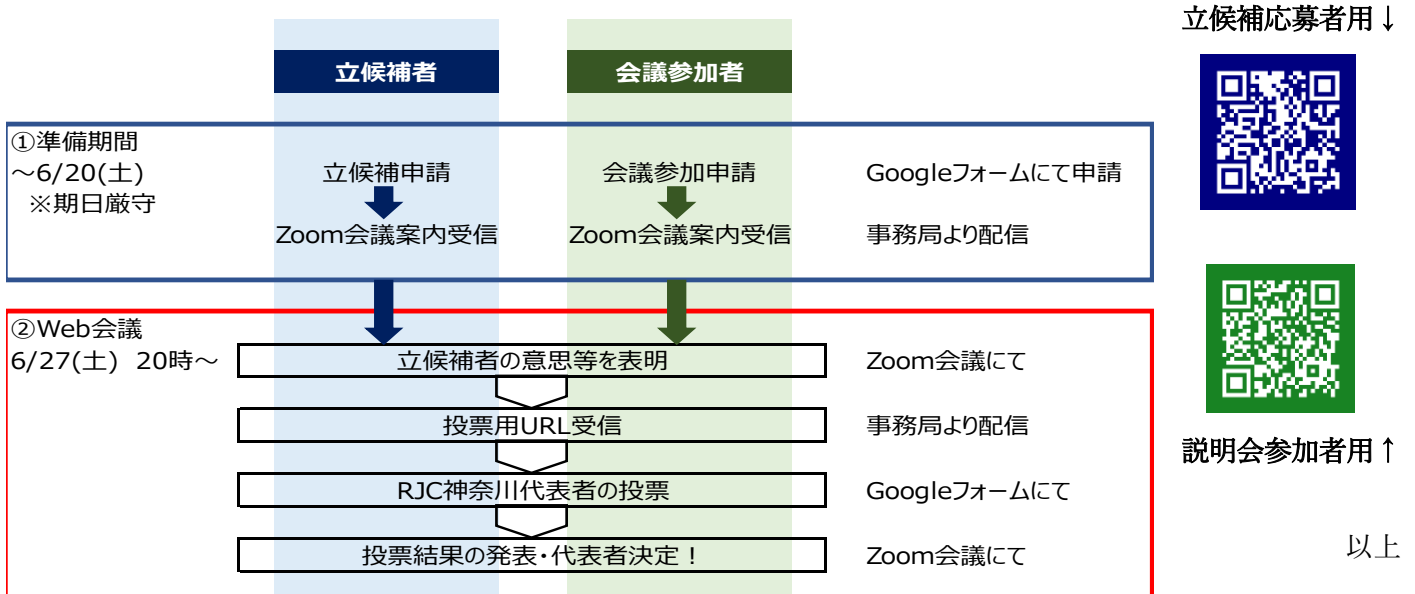 立候補応募者用↓
立候補者 会議参加者
①準備期間
～6/20(土) 立候補申請 会議参加申請 Googleフォームにて申請
※期日厳守
Zoom会議案内受信 Zoom会議案内受信 事務局より配信
②Web会議
6/27(土) 20時～ 立候補者の意思等を表明 Zoom会議にて
投票用URL受信 事務局より配信
説明会参加者用↑
RJC神奈川代表者の投票 Googleフォームにて
投票結果の発表・代表者決定！ Zoom会議にて
以上